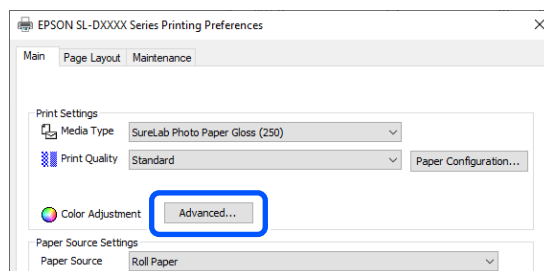 EPSON SL-DXXXX Series Printing Preferences
Main Page Layout Maintenance
Print Settings
Media Type SureLab Photo Paper Gloss (250)
Print Quality Standard Paper Configuration...
Color Adjustment Advanced...
Paper Source Settings
Paper Source Roll Paper